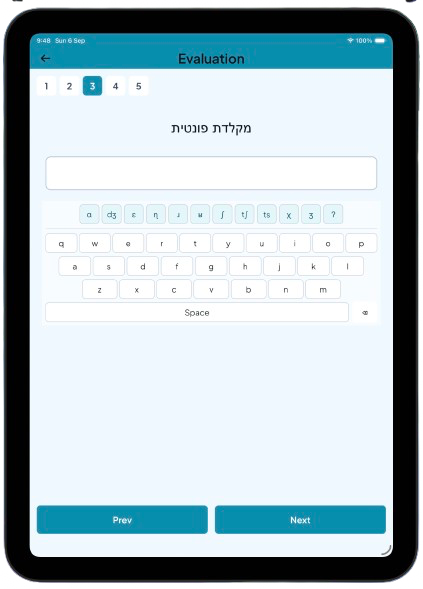 9:48 Sun 6 Sep 100%
Evaluation
1 2 3 4 5
מקלדת פונטית
ɑ dʒ ɛ η ɹ ʁ ʃ tʃ ts χ ʒ ʔ
q w e r t y u i o p
a s d f g h j k l
z x c v b n m
Space
Prev Next